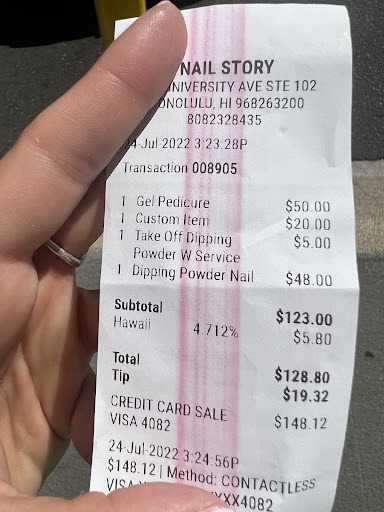 NAIL STORY
UNIVERSITY AVE STE 102
HONOLULU, HI 968263200
8082328435
24-Jul-2022 3:23:28P
Transaction 008905
1 Gel Pedicure $50.00
1 Custom Item $20.00
1 Take Off Dipping $5.00
Powder W Service
1 Dipping Powder Nail $48.00
Subtotal $123.00
Hawaii 4.712% $5.80
Total $128.80
Tip $19.32
CREDIT CARD SALE $148.12
VISA 4082
24-Jul-2022 3:24:56P
$148.12 | Method: CONTACTLESS
VISA XXX4082